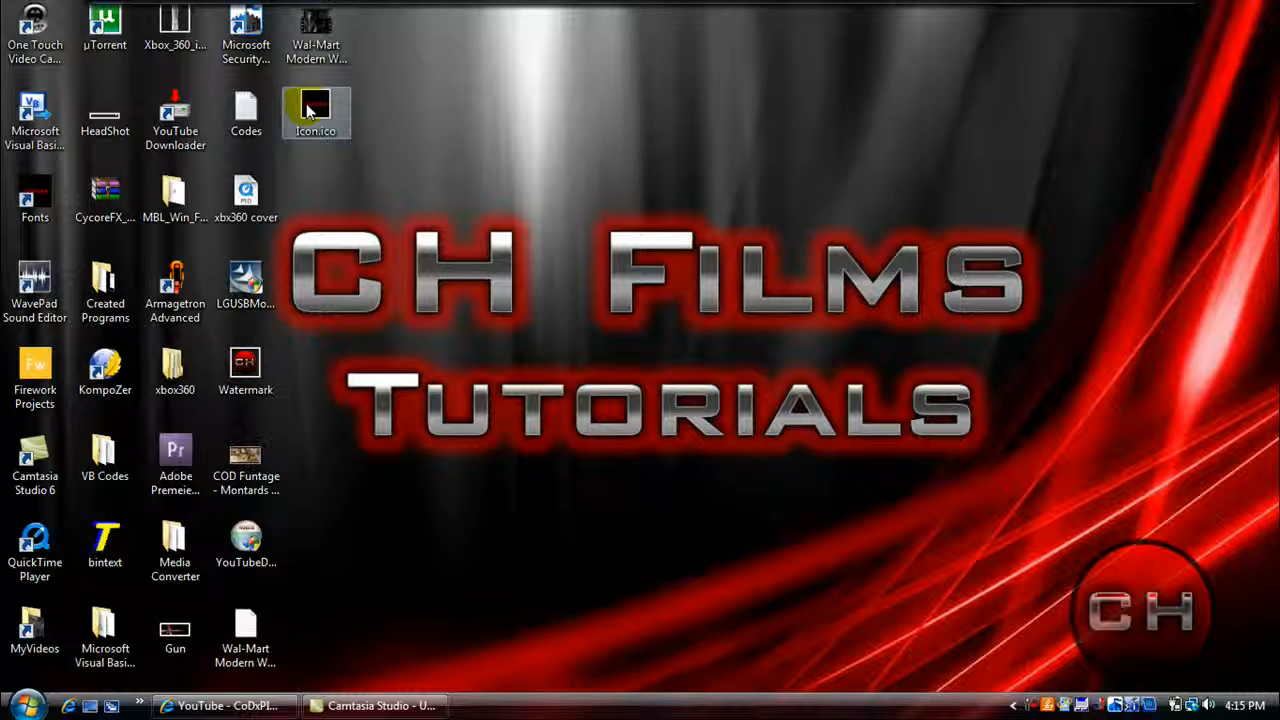 One Touch
Video Ca...
µTorrent
Xbox_360_i...
Microsoft
Security...
Wal-Mart
Modern W...
Microsoft
Visual Basi...
HeadShot
YouTube
Downloader
Codes
Icon.ico
Fonts
CycoreFX_...
MBL_Win_F...
xbx360 cover
WavePad
Sound Editor
Created
Programs
Armagetron
Advanced
LGUSBMo...
CH Films
Tutorials
Firework
Projects
KompoZer
xbox360
Watermark
Camtasia
Studio 6
VB Codes
Adobe
Premeie...
COD Funtage
- Montards ...
QuickTime
Player
bintext
Media
Converter
YouTubeD...
MyVideos
Microsoft
Visual Basi...
Gun
Wal-Mart
Modern W...
CH
YouTube - CoDxPl...
Camtasia Studio - U...
4:15 PM